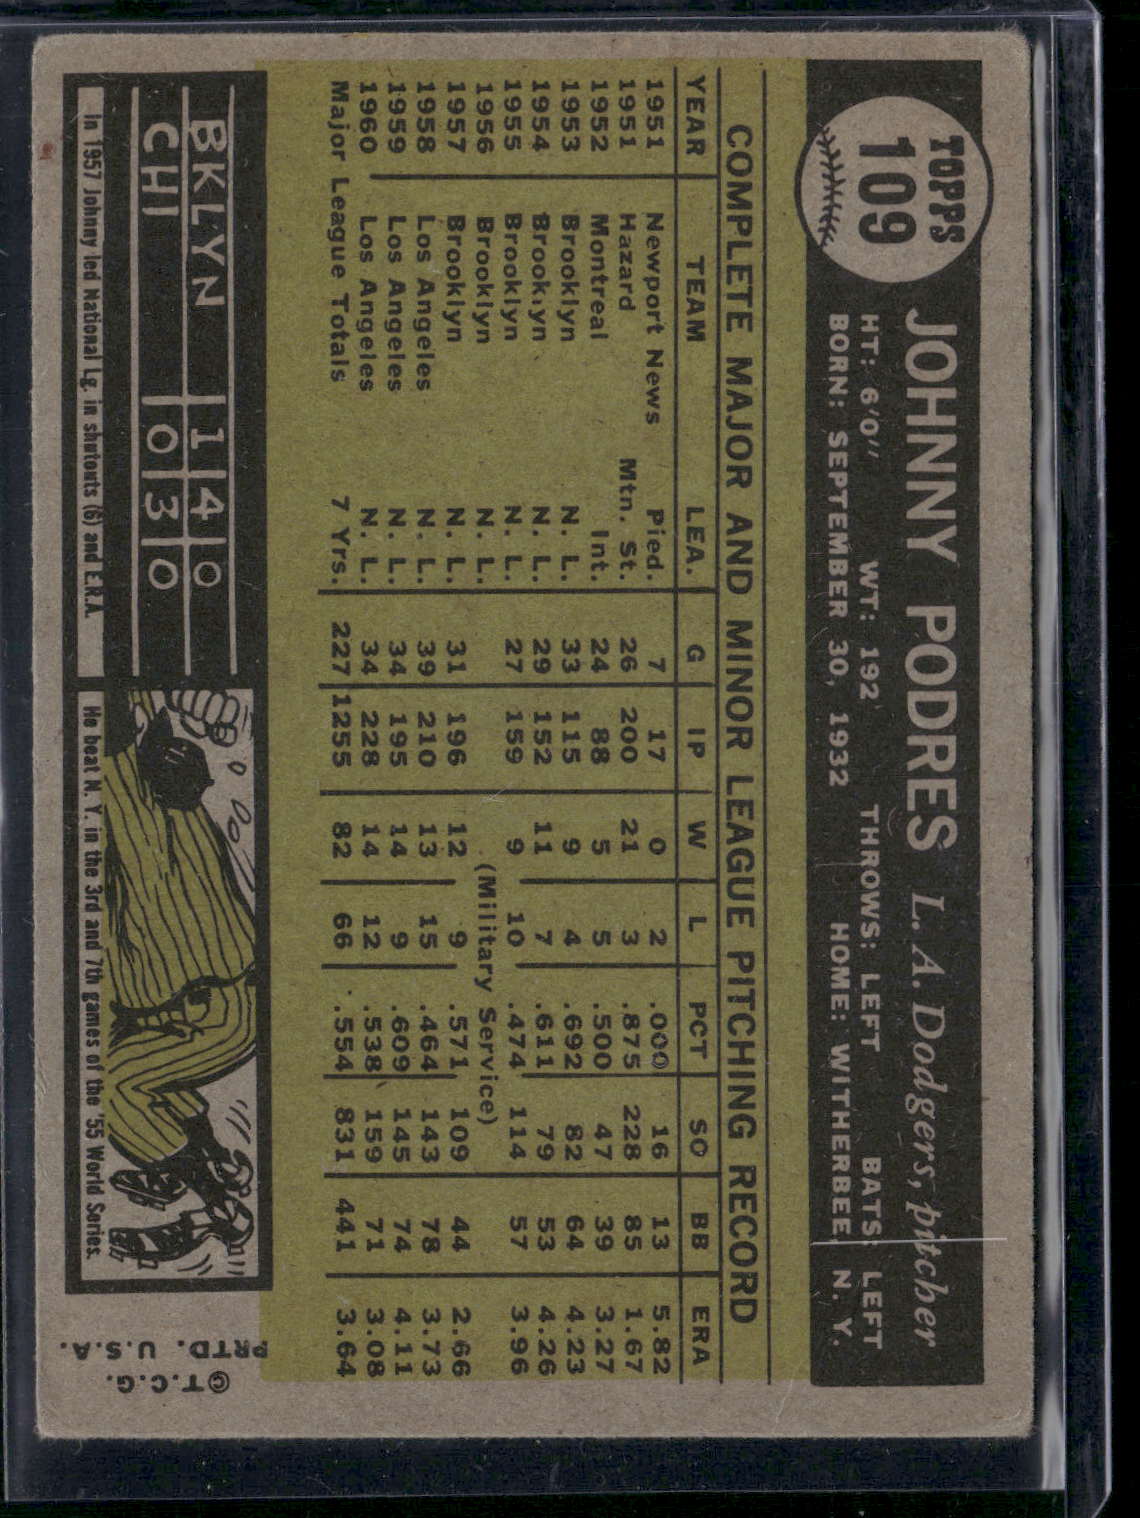 TOPPS
109
JOHNNY PODRES L. A. Dodgers, pitcher
HT: 6'0" WT: 192 THROWS: LEFT BATS: LEFT
BORN: SEPTEMBER 30, 1932 HOME: WITHERBEE, N. Y.
COMPLETE MAJOR AND MINOR LEAGUE PITCHING RECORD
YEAR TEAM LEA. G IP W L PCT SO BB ERA
1951 Newport News Pied. 7 17 0 2 .000 16 13 5.82
1951 Hazard Mtn. St. 26 200 21 3 .875 228 85 1.67
1952 Montreal Int. 24 88 5 5 .500 47 39 3.27
1953 Brooklyn N. L. 33 115 9 4 .692 82 64 4.23
1954 Brooklyn N. L. 29 152 11 7 .611 79 53 4.26
1955 Brooklyn N. L. 27 159 9 10 .474 114 57 3.96
1956 Brooklyn N. L. (Military Service)
1957 Brooklyn N. L. 31 196 12 9 .571 109 44 2.66
1958 Los Angeles N. L. 39 210 13 15 .464 143 78 3.73
1959 Los Angeles N. L. 34 195 14 9 .609 145 74 4.11
1960 Los Angeles N. L. 34 228 14 12 .538 159 71 3.08
Major League Totals 7 Yrs. 227 1255 82 66 .554 831 441 3.64
BKLYN 1 4 0
CHI 0 3 0
In 1957 Johnny led National Lg. in shutouts (6) and E.R.A.
He beat N. Y. in the 3rd and 7th games of the '55 World Series.
©T.C.G.
PRTD. U.S.A.